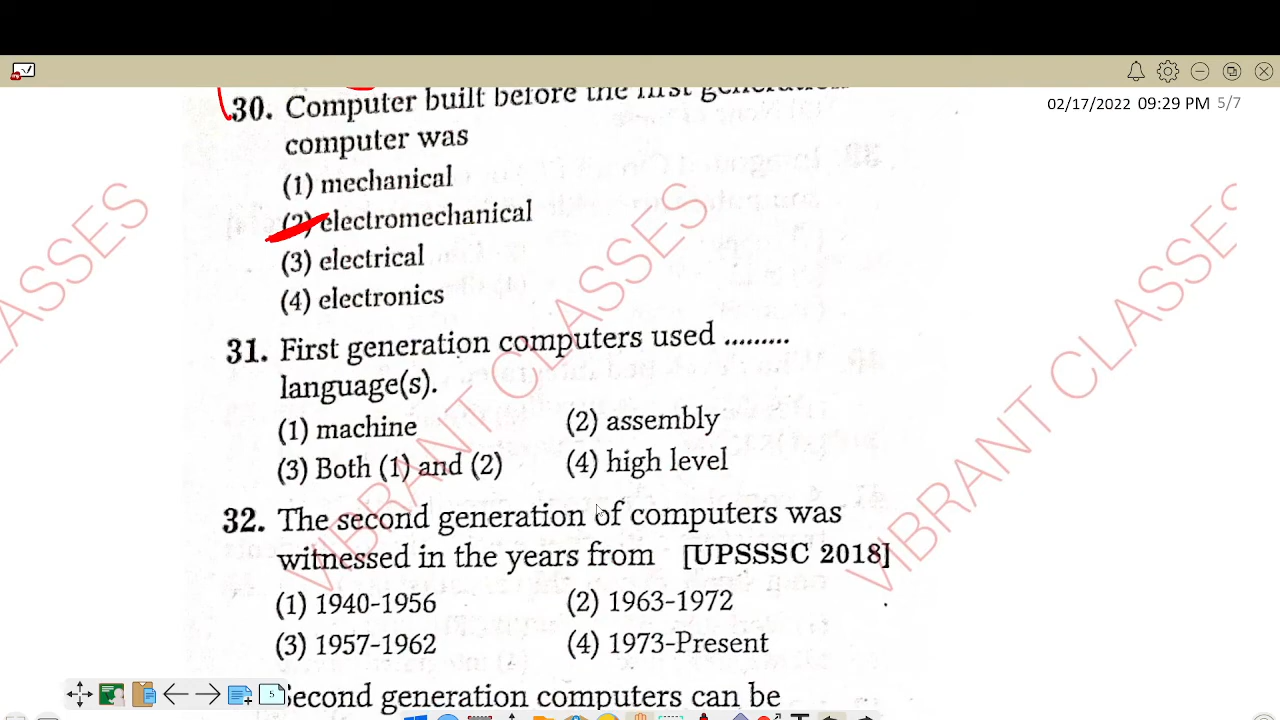 02/17/2022 09:29 PM 5/7
30. Computer built before the first generation
computer was
(1) mechanical
(2) electromechanical
(3) electrical
(4) electronics
31. First generation computers used .........
language(s).
(1) machine (2) assembly
(3) Both (1) and (2) (4) high level
32. The second generation of computers was
witnessed in the years from [UPSSSC 2018]
(1) 1940-1956 (2) 1963-1972
(3) 1957-1962 (4) 1973-Present
Second generation computers can be
5
CLASSES
VIBRANT CLASSES
VIBRANT CLASSES